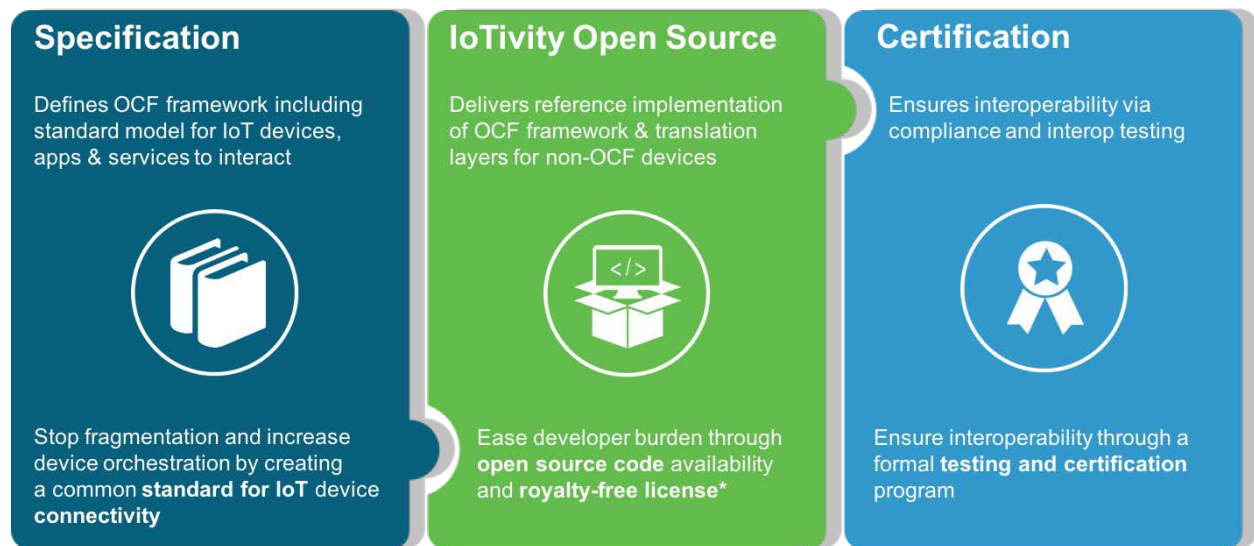 Specification
Defines OCF framework including
standard model for IoT devices,
apps & services to interact
Stop fragmentation and increase
device orchestration by creating
a common standard for IoT device
connectivity
IoTivity Open Source
Delivers reference implementation
of OCF framework & translation
layers for non-OCF devices
</>
Ease developer burden through
open source code availability
and royalty-free license*
Certification
Ensures interoperability via
compliance and interop testing
Ensure interoperability through a
formal testing and certification
program